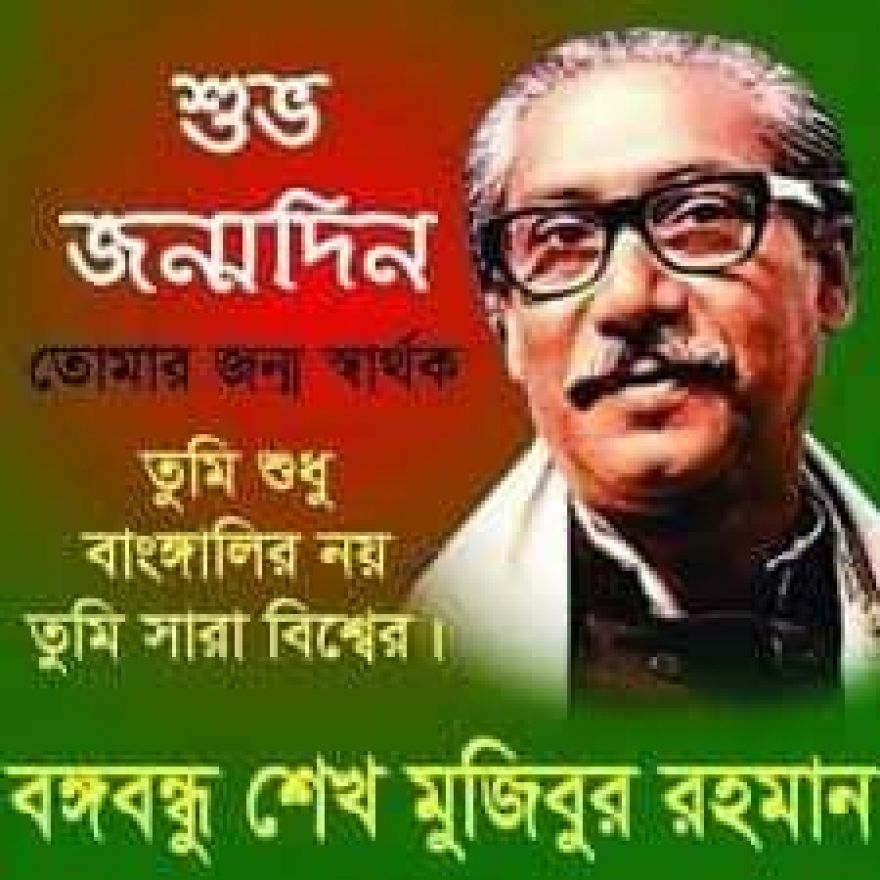 শুভ
জন্মদিন
তোমার জন্ম স্বার্থক
তুমি শুধু
বাংঙ্গালির নয়
তুমি সারা বিশ্বের।
বঙ্গবন্ধু শেখ মুজিবুর রহমান